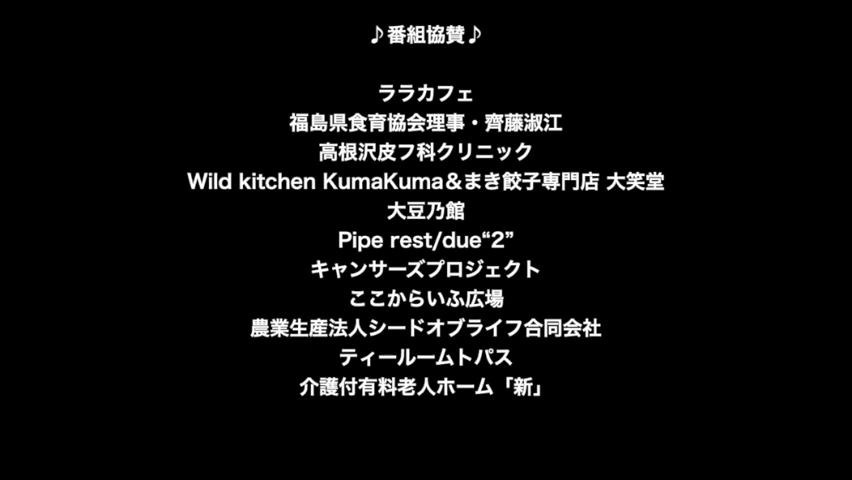 ♪番組協賛♪
ララカフェ
福島県食育協会理事・齊藤淑江
高根沢皮フ科クリニック
Wild kitchen KumaKuma＆まき餃子専門店 大笑堂
大豆乃館
Pipe rest/due“2”
キャンサーズプロジェクト
ここからいふ広場
農業生産法人シードオブライフ合同会社
ティールームトパス
介護付有料老人ホーム「新」